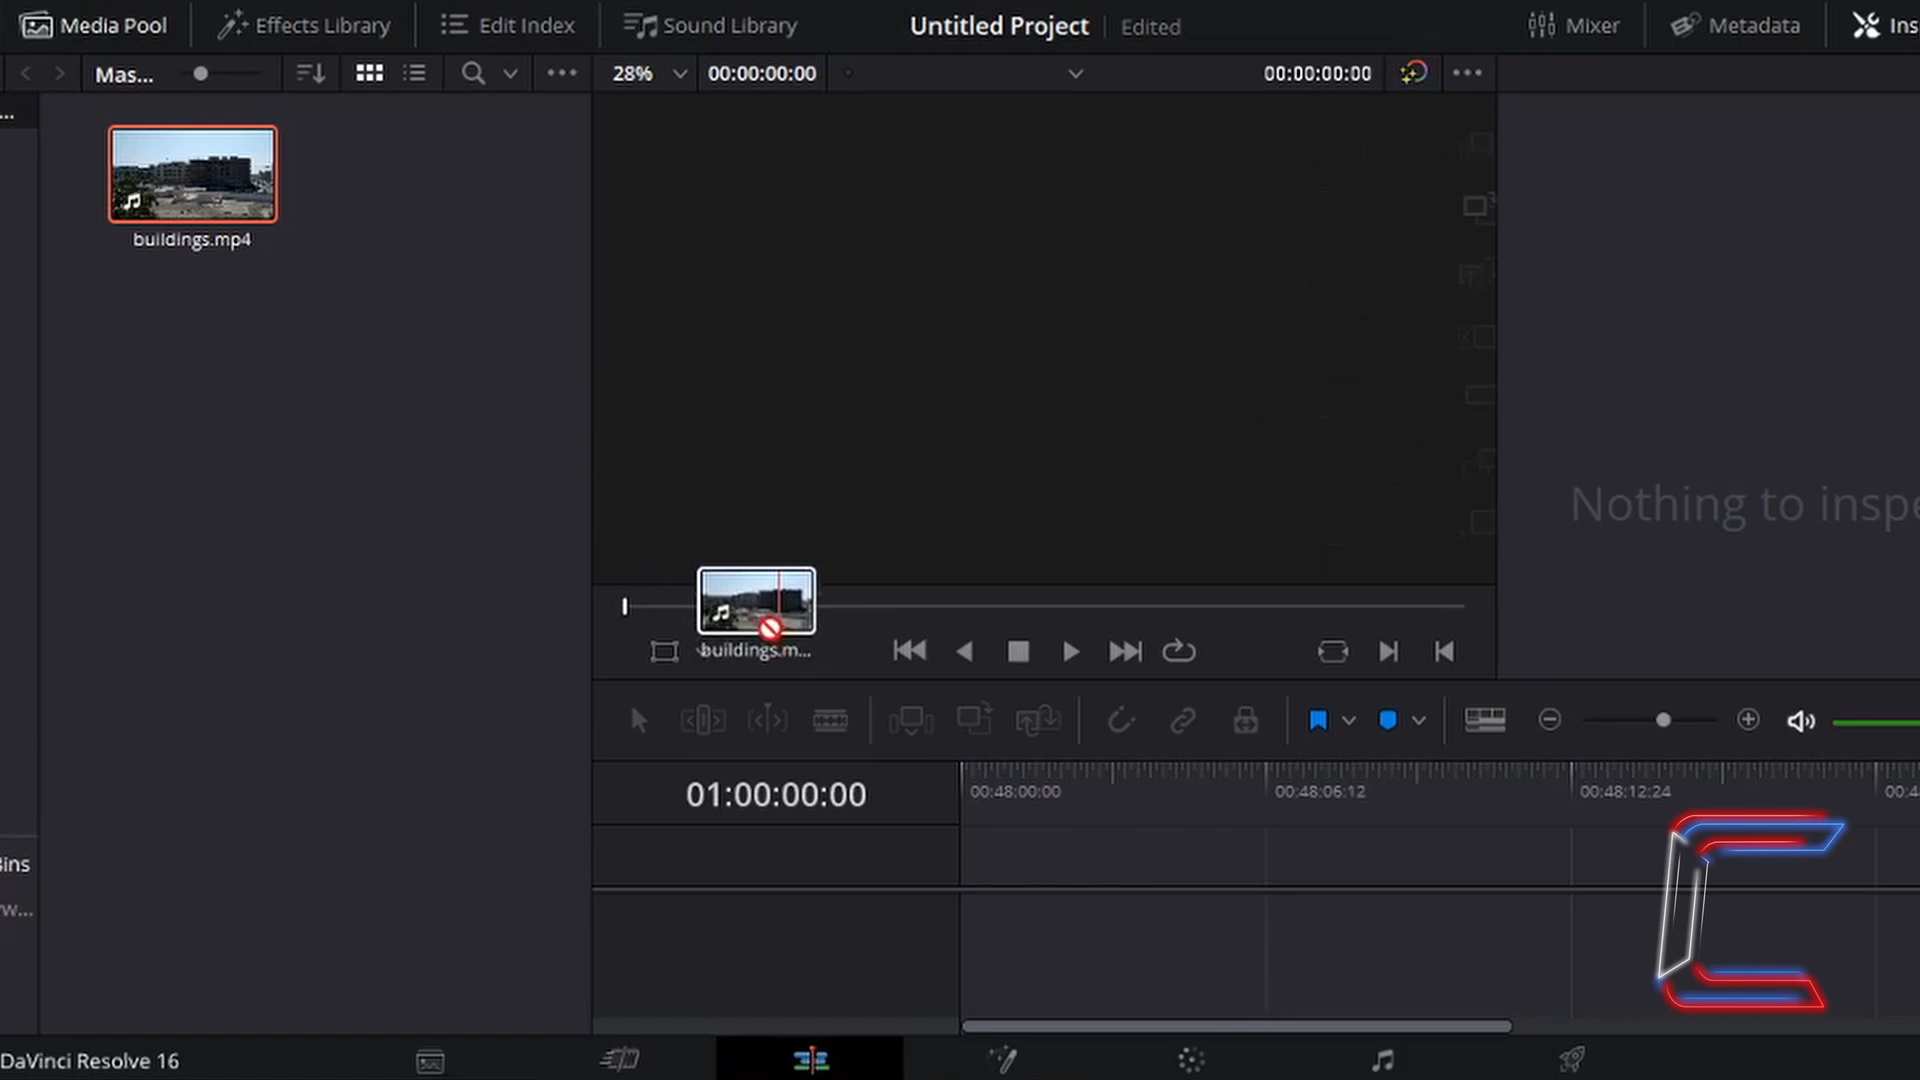 Media Pool
Effects Library
Edit Index
Sound Library
Untitled Project
Edited
Mixer
Metadata
Ins
Mas...
28%
00:00:00:00
00:00:00:00
...
buildings.mp4
Nothing to inspe
buildings.m...
01:00:00:00
00:48:00:00
00:48:06:12
00:48:12:24
00:4
Bins
w...
DaVinci Resolve 16